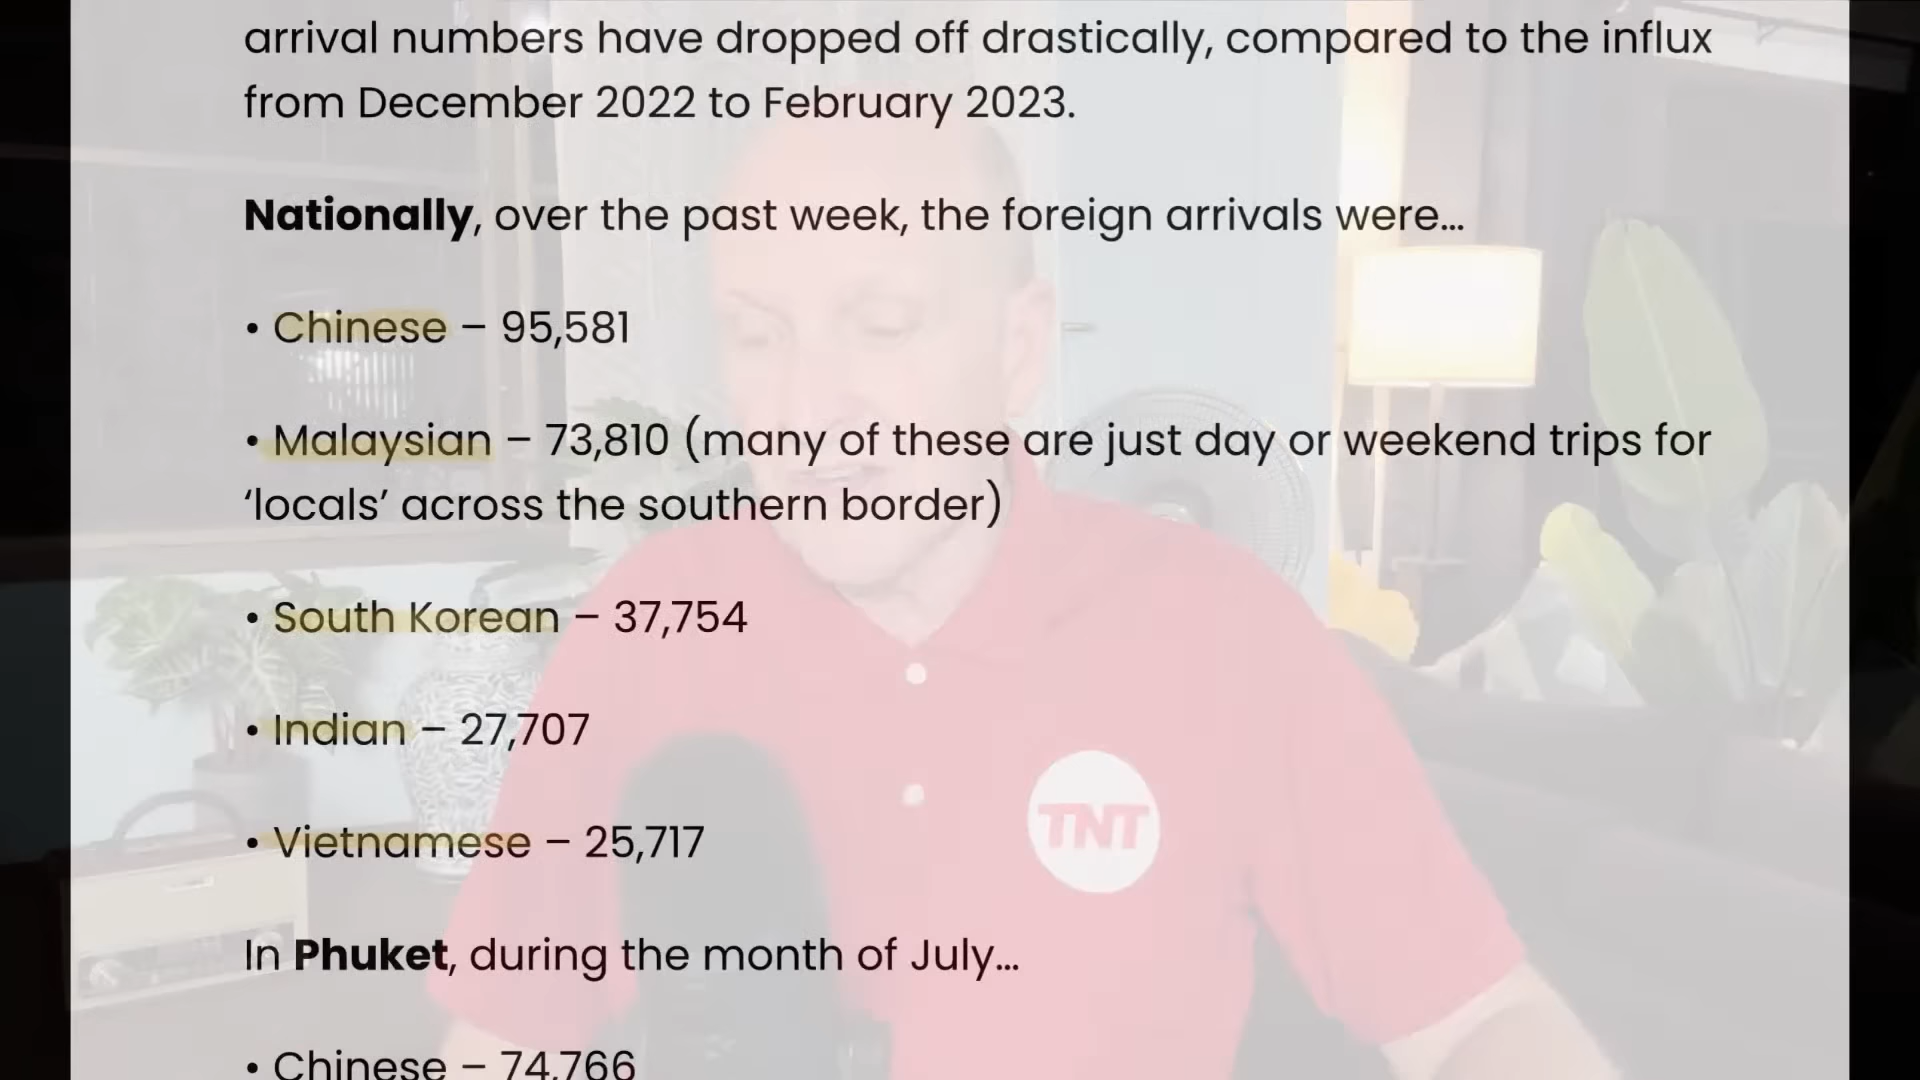 arrival numbers have dropped off drastically, compared to the influx
from December 2022 to February 2023.
Nationally, over the past week, the foreign arrivals were...
• Chinese – 95,581
• Malaysian – 73,810 (many of these are just day or weekend trips for
‘locals’ across the southern border)
• South Korean – 37,754
• Indian – 27,707
• Vietnamese – 25,717
In Phuket, during the month of July...
• Chinese – 74,766
TNT